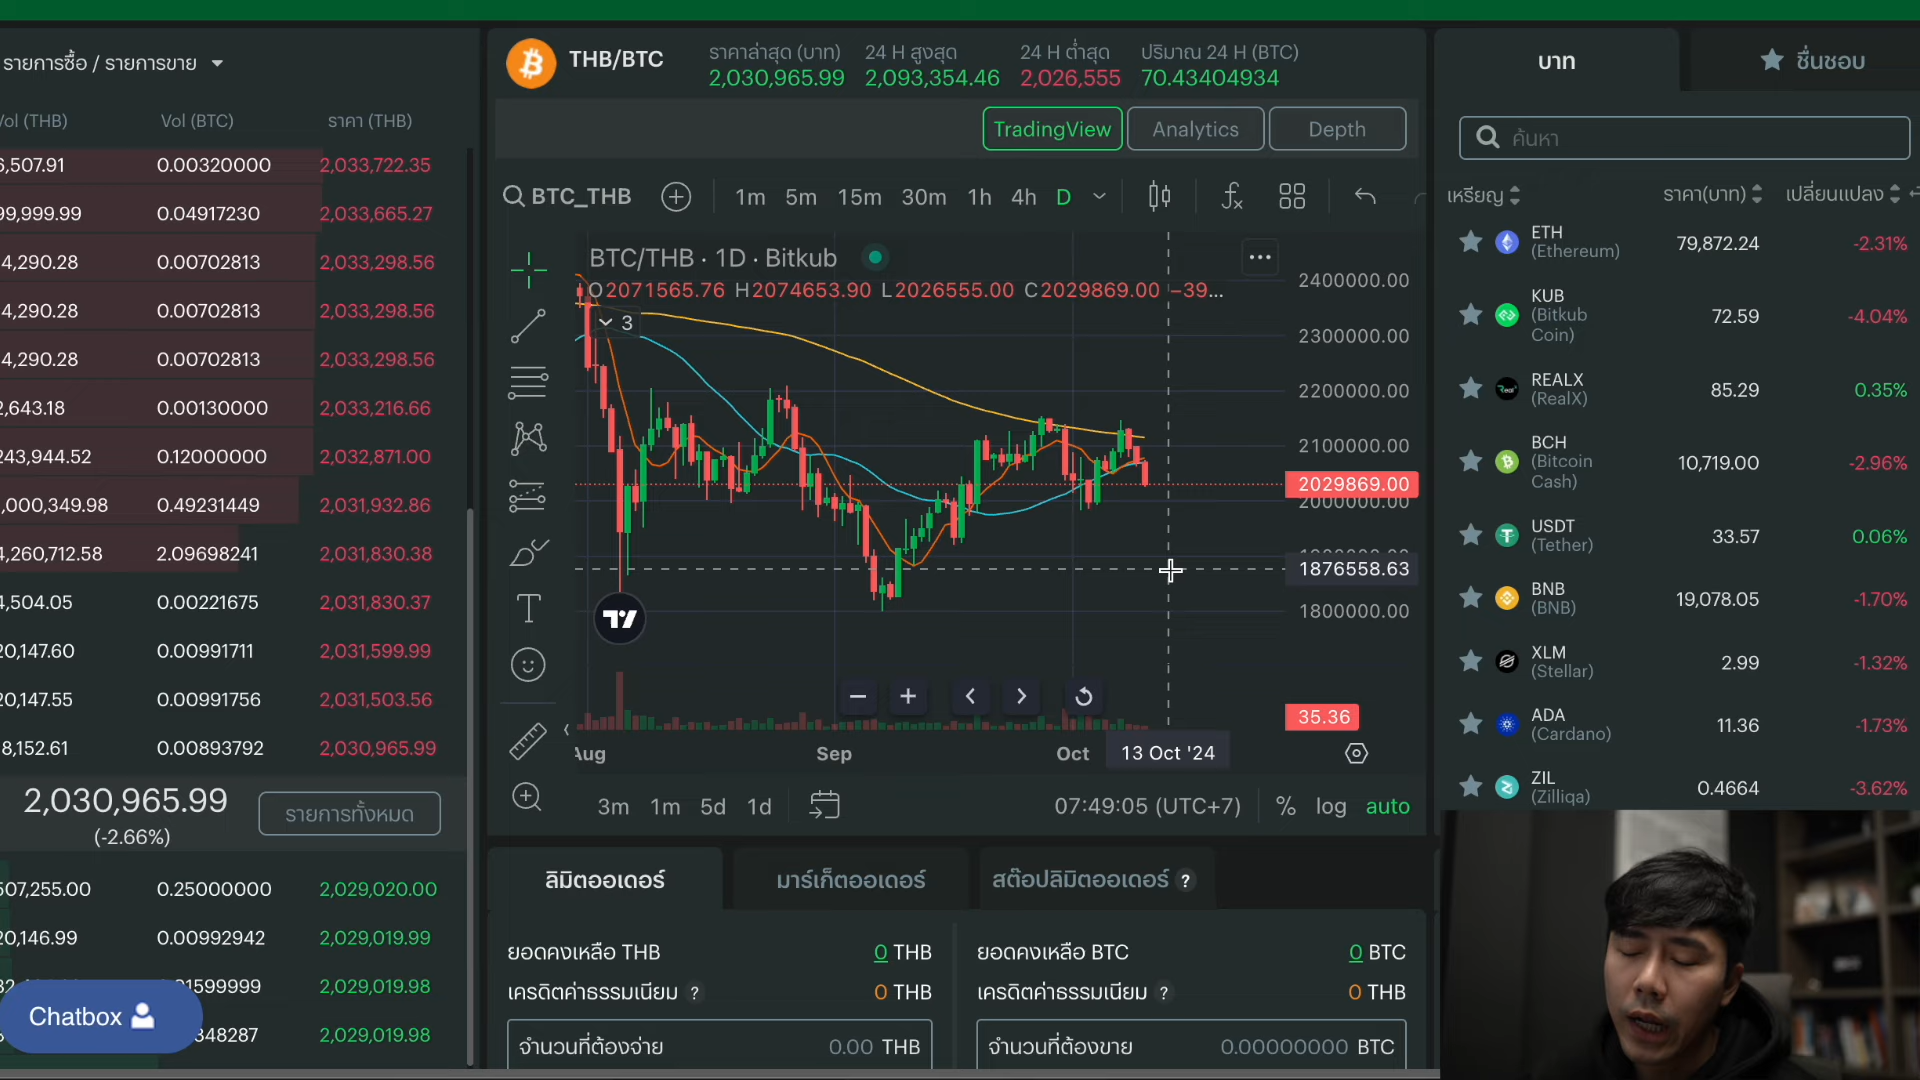 รายการซื้อ / รายการขาย
Vol (THB) Vol (BTC) ราคา (THB)
6,507.91 0.00320000 2,033,722.35
99,999.99 0.04917230 2,033,665.27
4,290.28 0.00702813 2,033,298.56
4,290.28 0.00702813 2,033,298.56
4,290.28 0.00702813 2,033,298.56
2,643.18 0.00130000 2,033,216.66
243,944.52 0.12000000 2,032,871.00
,000,349.98 0.49231449 2,031,932.86
4,260,712.58 2.09698241 2,031,830.38
4,504.05 0.00221675 2,031,830.37
20,147.60 0.00991711 2,031,599.99
20,147.55 0.00991756 2,031,503.56
8,152.61 0.00893792 2,030,965.99
2,030,965.99
(-2.66%)
รายการทั้งหมด
507,255.00 0.25000000 2,029,020.00
20,146.99 0.00992942 2,029,019.99
1599999 2,029,019.98
348287 2,029,019.98
Chatbox
THB/BTC
ราคาล่าสุด (บาท) 24 H สูงสุด 24 H ต่ำสุด ปริมาณ 24 H (BTC)
2,030,965.99 2,093,354.46 2,026,555 70.43404934
TradingView Analytics Depth
BTC_THB 1m 5m 15m 30m 1h 4h D
BTC/THB · 1D · Bitkub
O2071565.76 H2074653.90 L2026555.00 C2029869.00 −39...
3
2400000.00
2300000.00
2200000.00
2100000.00
2029869.00
2000000.00
1876558.63
1800000.00
35.36
Aug Sep Oct 13 Oct '24
3m 1m 5d 1d 07:49:05 (UTC+7) % log auto
ลิมิตออเดอร์ มาร์เก็ตออเดอร์ สต๊อปลิมิตออเดอร์ ?
ยอดคงเหลือ THB 0 THB
เครดิตค่าธรรมเนียม ? 0 THB
จำนวนที่ต้องจ่าย 0.00 THB
ยอดคงเหลือ BTC 0 BTC
เครดิตค่าธรรมเนียม ? 0 THB
จำนวนที่ต้องขาย 0.00000000 BTC
บาท ชื่นชอบ
ค้นหา
เหรียญ ราคา(บาท) เปลี่ยนแปลง
ETH
(Ethereum) 79,872.24 -2.31%
KUB
(Bitkub
Coin) 72.59 -4.04%
REALX
(RealX) 85.29 0.35%
BCH
(Bitcoin
Cash) 10,719.00 -2.96%
USDT
(Tether) 33.57 0.06%
BNB
(BNB) 19,078.05 -1.70%
XLM
(Stellar) 2.99 -1.32%
ADA
(Cardano) 11.36 -1.73%
ZIL
(Zilliqa) 0.4664 -3.62%